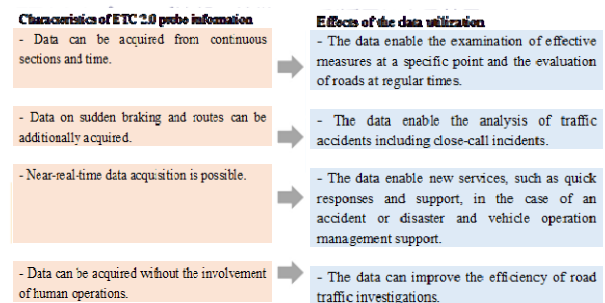 Characteristics of ETC 2.0 probe information
- Data can be acquired from continuous
sections and time.
- Data on sudden braking and routes can be
additionally acquired.
- Near-real-time data acquisition is possible.
- Data can be acquired without the involvement
of human operations.
Effects of the data utilization
- The data enable the examination of effective
measures at a specific point and the evaluation
of roads at regular times.
- The data enable the analysis of traffic
accidents including close-call incidents.
- The data enable new services, such as quick
responses and support, in the case of an
accident or disaster and vehicle operation
management support.
- The data can improve the efficiency of road
traffic investigations.